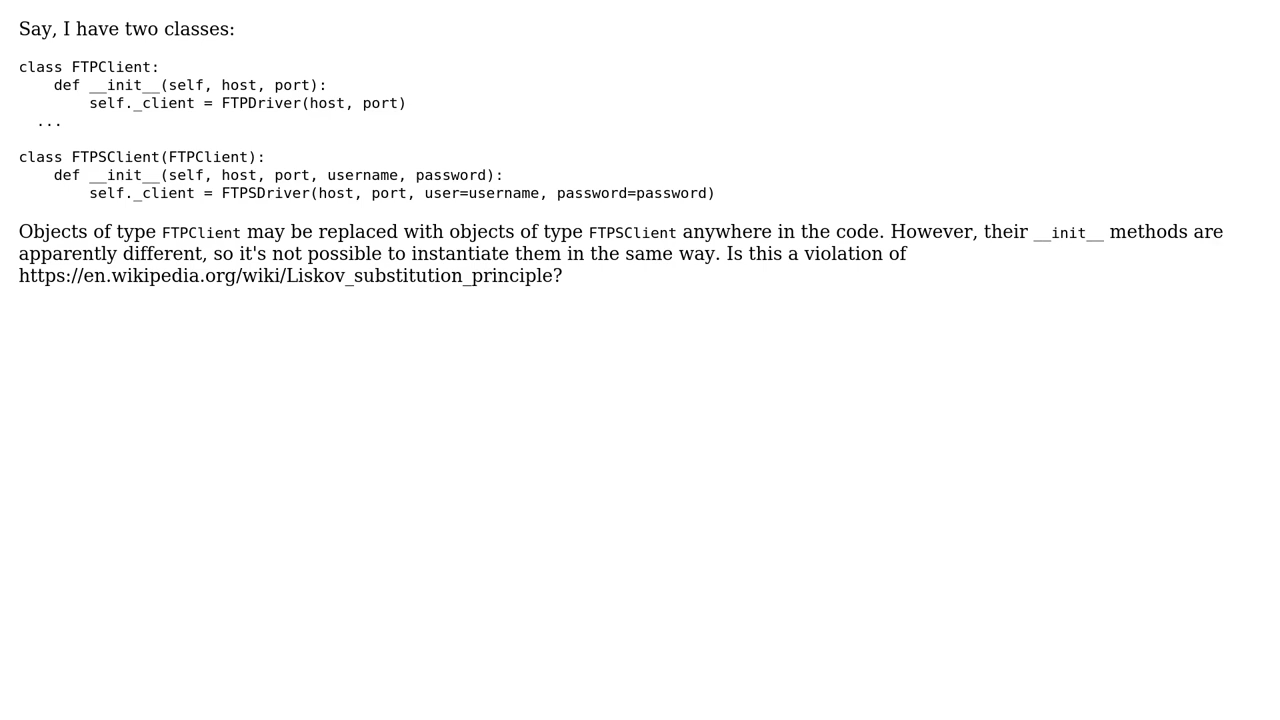 Say, I have two classes:
class FTPClient:
    def __init__(self, host, port):
        self._client = FTPDriver(host, port)
  ...
class FTPSClient(FTPClient):
    def __init__(self, host, port, username, password):
        self._client = FTPSDriver(host, port, user=username, password=password)
Objects of type FTPClient may be replaced with objects of type FTPSClient anywhere in the code. However, their __init__ methods are
apparently different, so it's not possible to instantiate them in the same way. Is this a violation of
https://en.wikipedia.org/wiki/Liskov_substitution_principle?